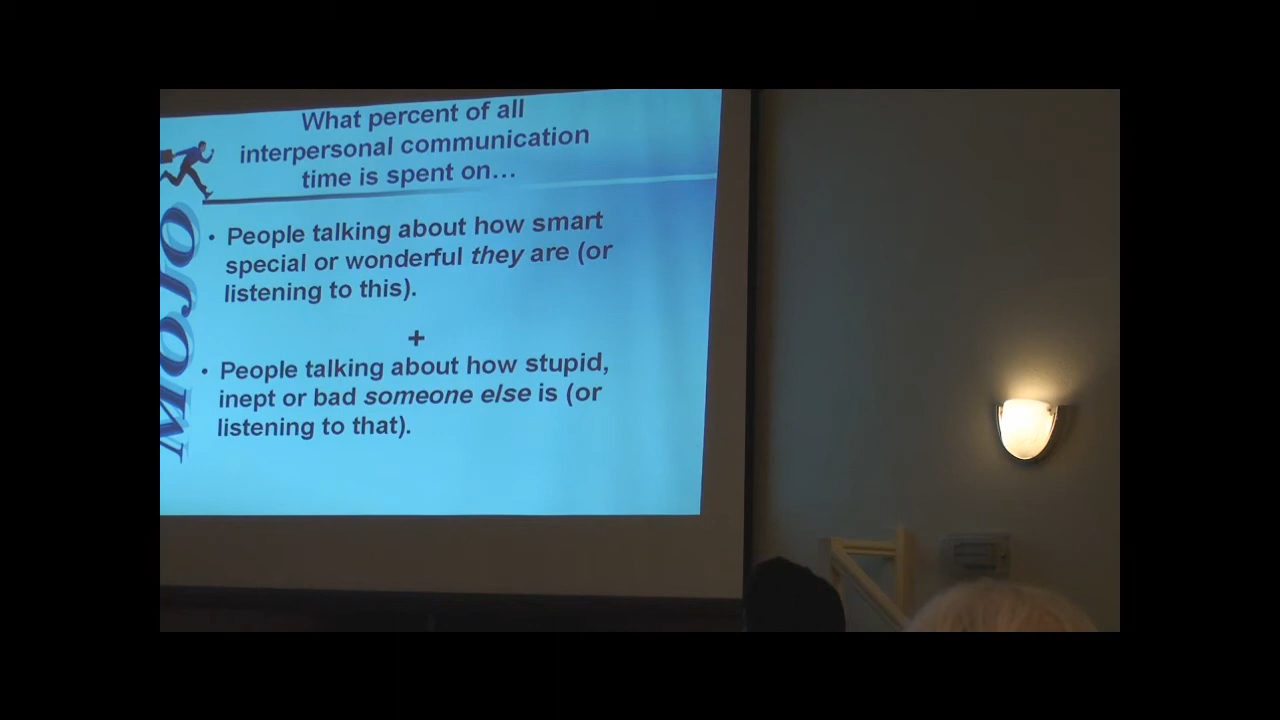 What percent of all
interpersonal communication
time is spent on…
• People talking about how smart
special or wonderful they are (or
listening to this).
+
• People talking about how stupid,
inept or bad someone else is (or
listening to that).
MOJO